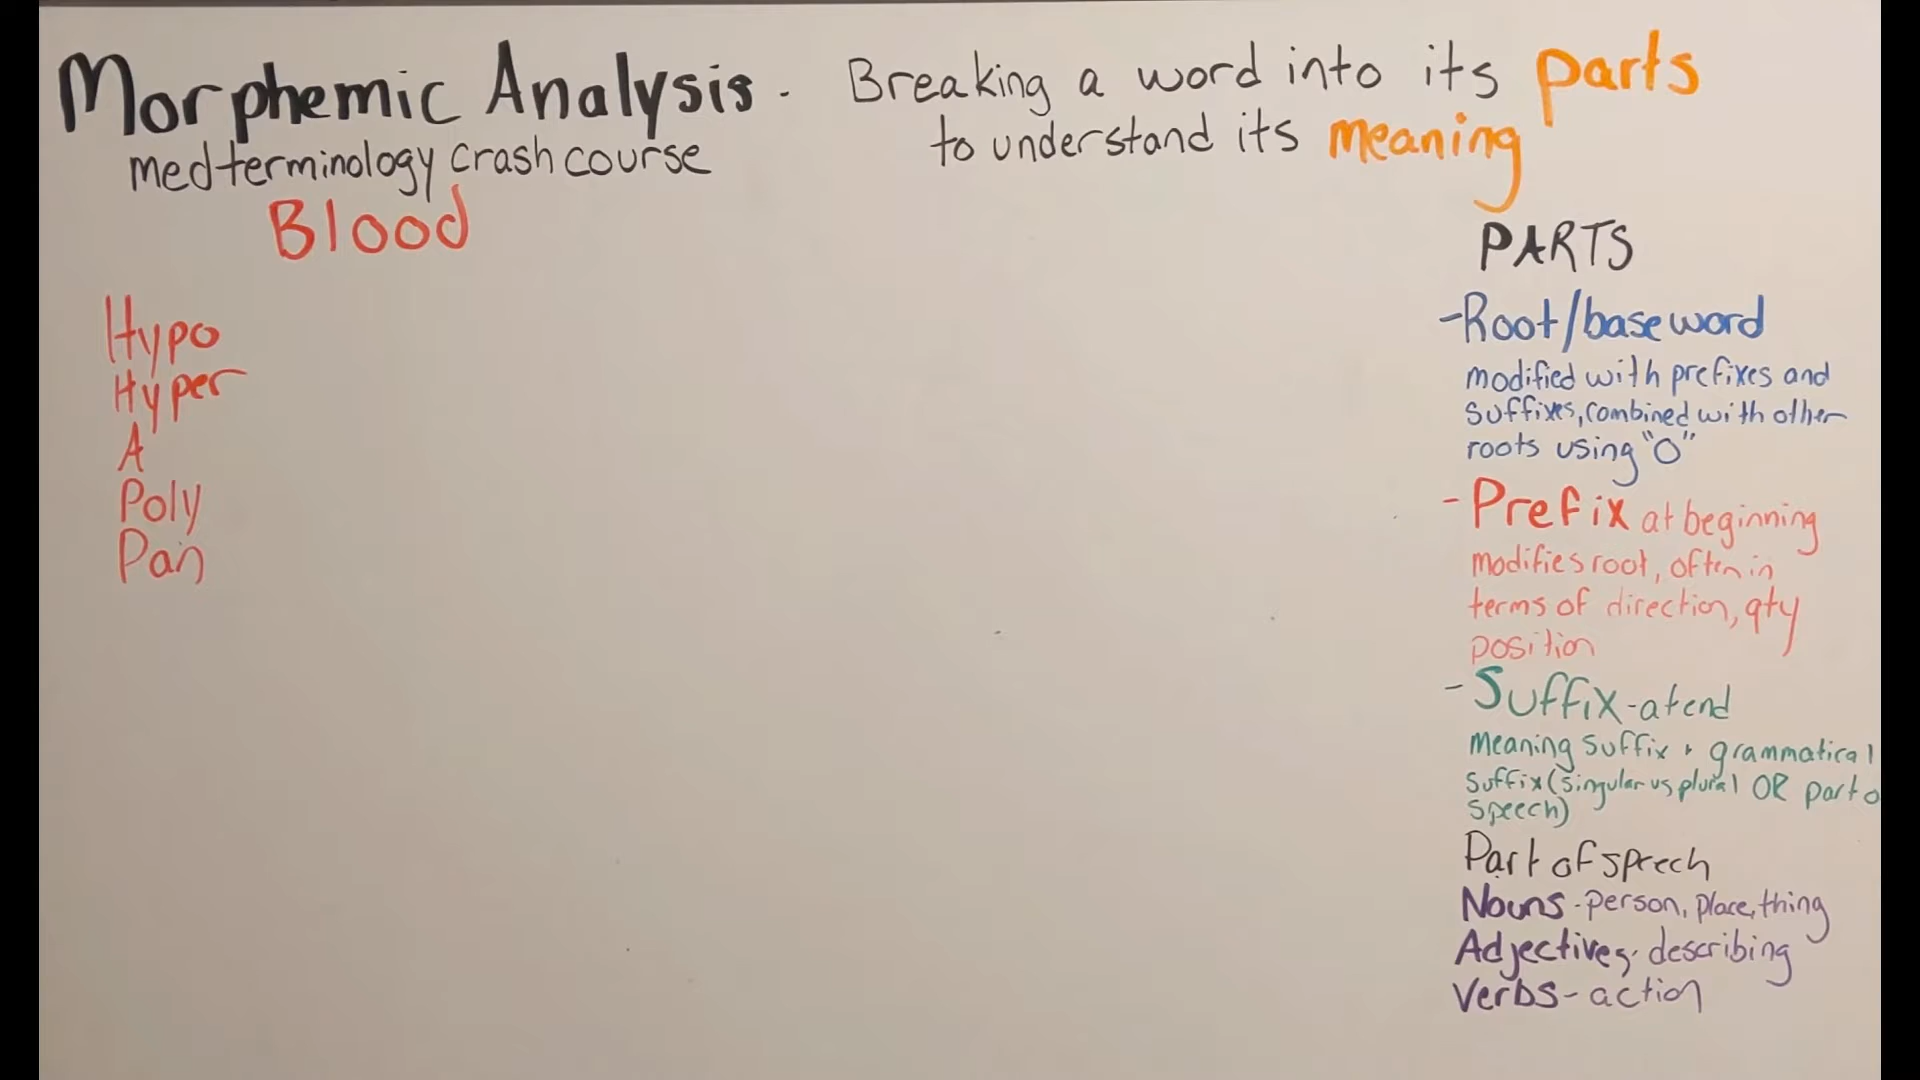 Morphemic Analysis - Breaking a word into its parts
to understand its meaning
med terminology crash course
Blood
Hypo
Hyper
A
Poly
Pan
PARTS
- Root/base word
modified with prefixes and
suffixes, combined with other
roots using "O"
- Prefix at beginning
modifies root, often in
terms of direction, qty
position
- Suffix - at end
Meaning suffix + grammatical
suffix (singular vs plural OR part o
speech)
Part of speech
Nouns - person, place, thing
Adjectives - describing
Verbs - action